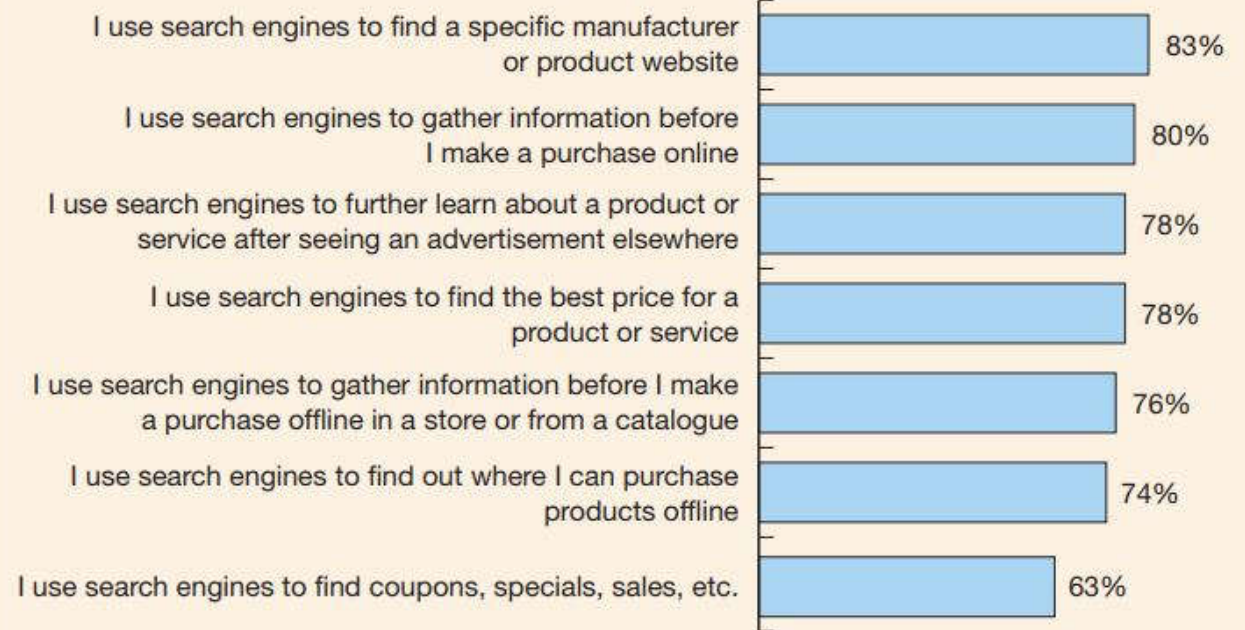 I use search engines to find a specific manufacturer
or product website
83%
I use search engines to gather information before
I make a purchase online
80%
I use search engines to further learn about a product or
service after seeing an advertisement elsewhere
78%
I use search engines to find the best price for a
product or service
78%
I use search engines to gather information before I make
a purchase offline in a store or from a catalogue
76%
I use search engines to find out where I can purchase
products offline
74%
I use search engines to find coupons, specials, sales, etc.
63%